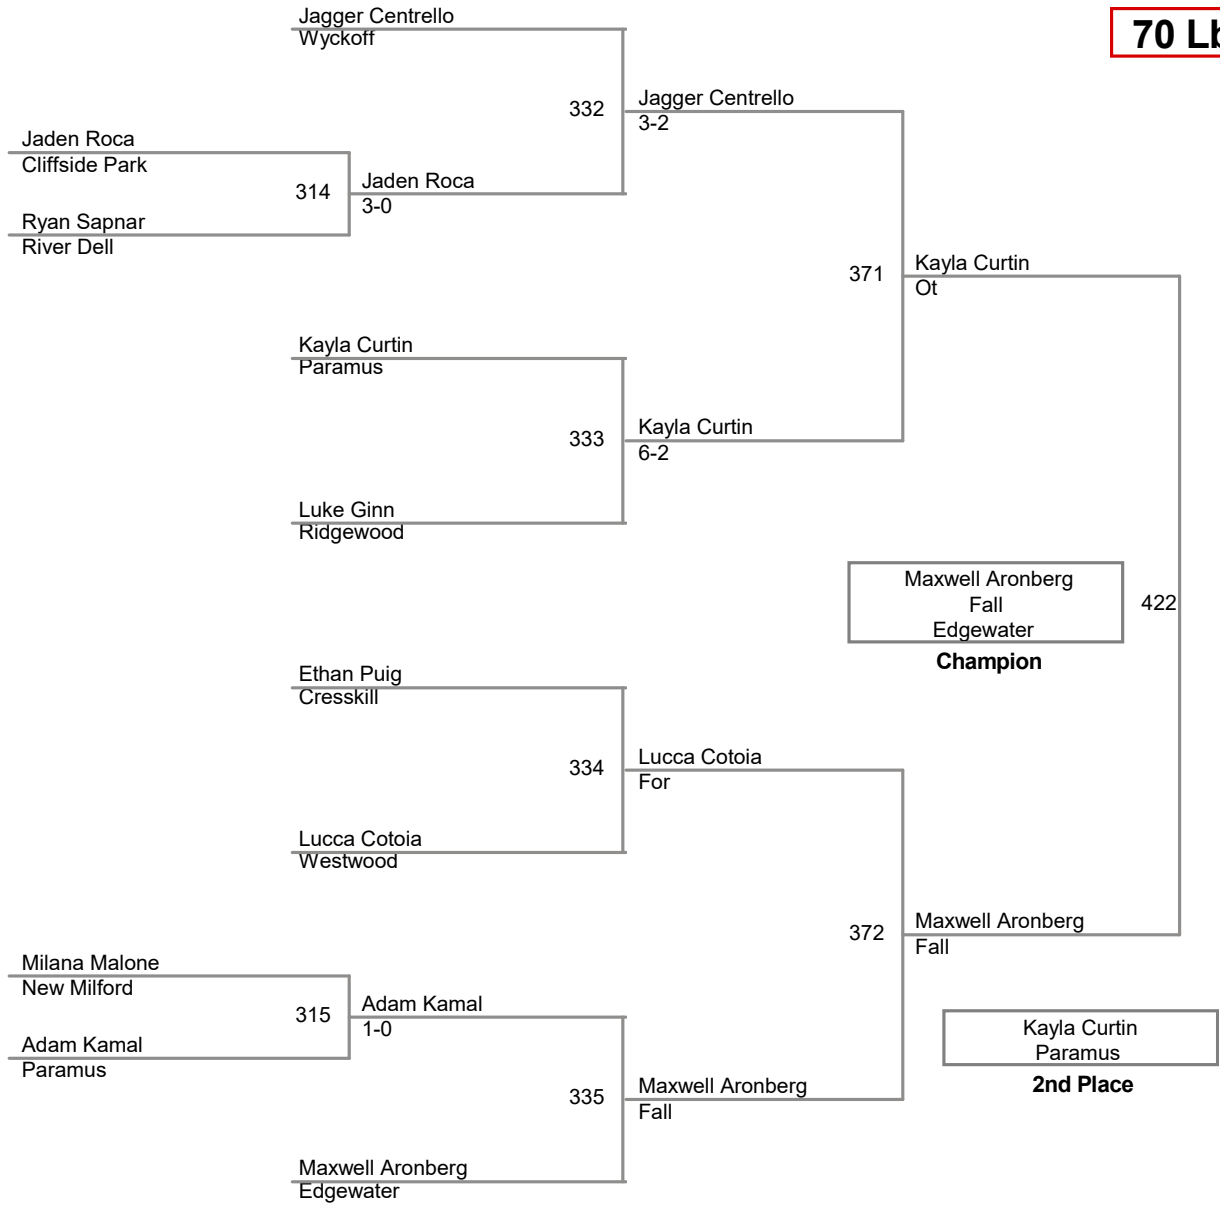 Jagger Centrello
Wyckoff
70 Lb
332
Jagger Centrello
3-2
Jaden Roca
Cliffside Park
314
Jaden Roca
3-0
Ryan Sapnar
River Dell
371
Kayla Curtin
Ot
Kayla Curtin
Paramus
333
Kayla Curtin
6-2
Luke Ginn
Ridgewood
Maxwell Aronberg
Fall
Edgewater
422
Champion
Ethan Puig
Cresskill
334
Lucca Cotoia
For
Lucca Cotoia
Westwood
372
Maxwell Aronberg
Fall
Milana Malone
New Milford
315
Adam Kamal
1-0
Adam Kamal
Paramus
Kayla Curtin
Paramus
2nd Place
335
Maxwell Aronberg
Fall
Maxwell Aronberg
Edgewater